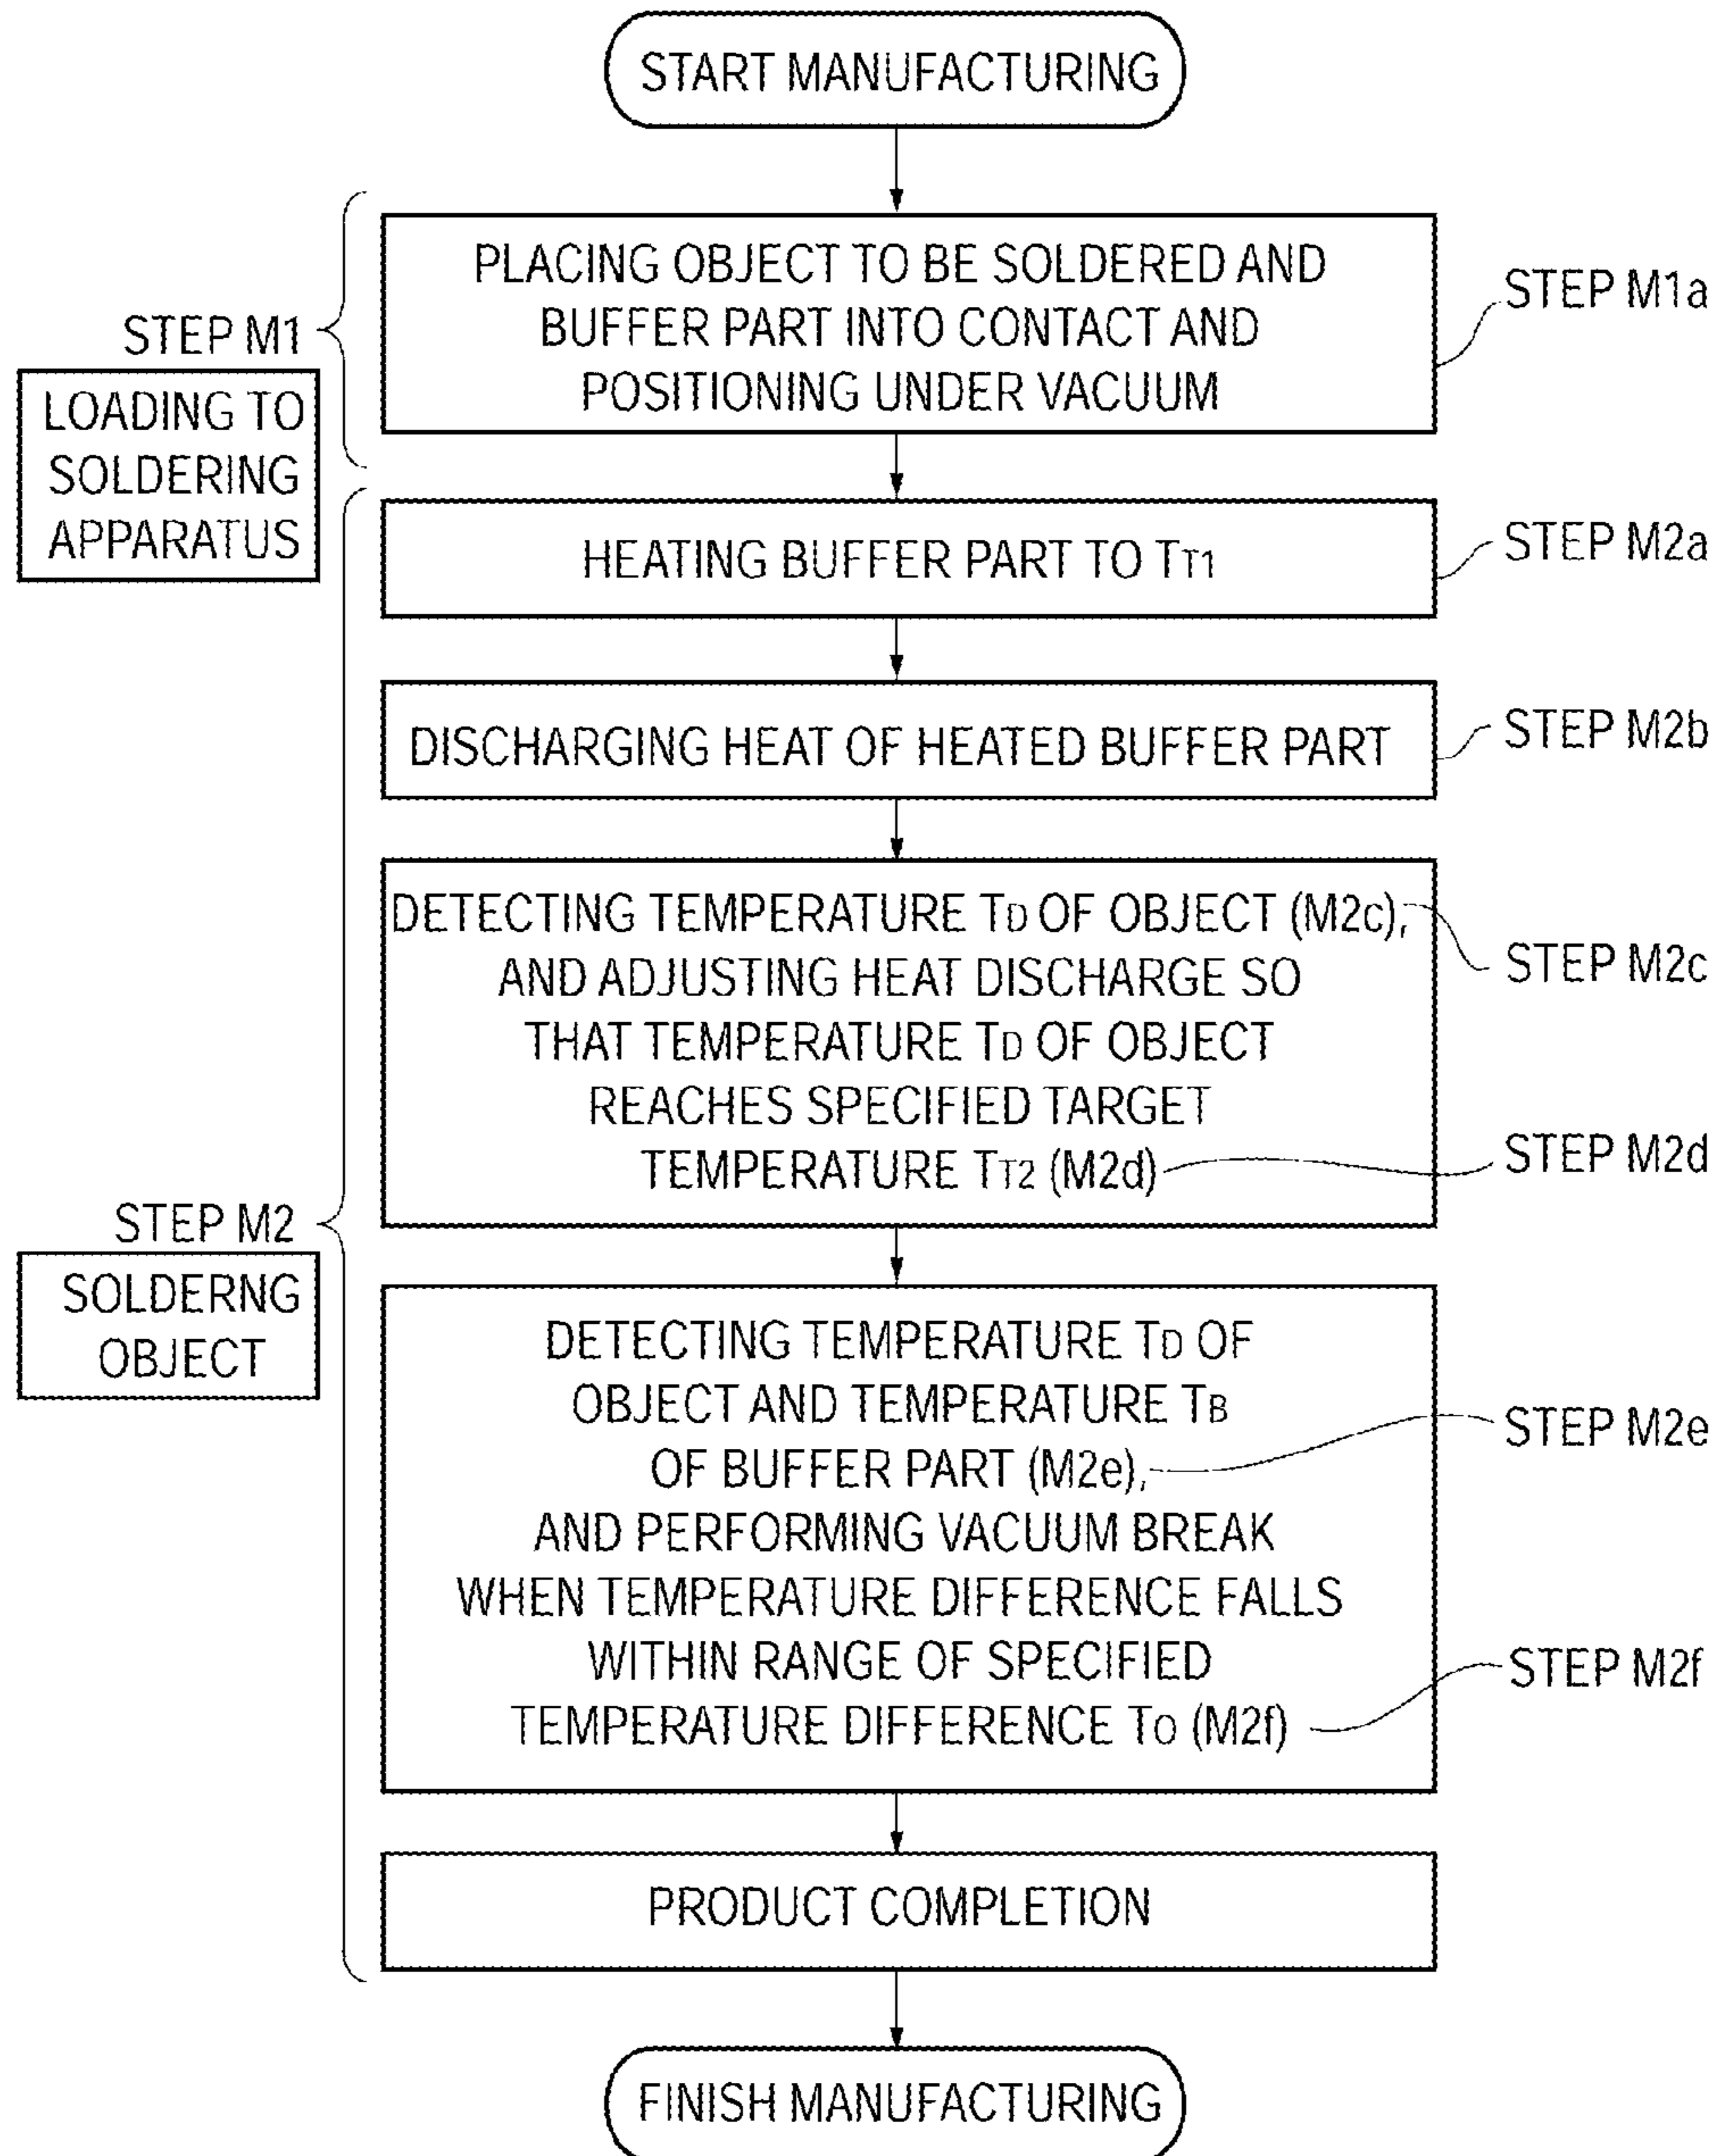 START MANUFACTURING
STEP M1
LOADING TO
SOLDERING
APPARATUS
PLACING OBJECT TO BE SOLDERED AND
BUFFER PART INTO CONTACT AND
POSITIONING UNDER VACUUM
STEP M1a
HEATING BUFFER PART TO TT1
STEP M2a
DISCHARGING HEAT OF HEATED BUFFER PART
STEP M2b
DETECTING TEMPERATURE TD OF OBJECT (M2c),
AND ADJUSTING HEAT DISCHARGE SO
THAT TEMPERATURE TD OF OBJECT
REACHES SPECIFIED TARGET
TEMPERATURE TT2 (M2d)
STEP M2c
STEP M2d
STEP M2
SOLDERNG
OBJECT
DETECTING TEMPERATURE TD OF
OBJECT AND TEMPERATURE TB
OF BUFFER PART (M2e),
AND PERFORMING VACUUM BREAK
WHEN TEMPERATURE DIFFERENCE FALLS
WITHIN RANGE OF SPECIFIED
TEMPERATURE DIFFERENCE TO (M2f)
STEP M2e
STEP M2f
PRODUCT COMPLETION
FINISH MANUFACTURING